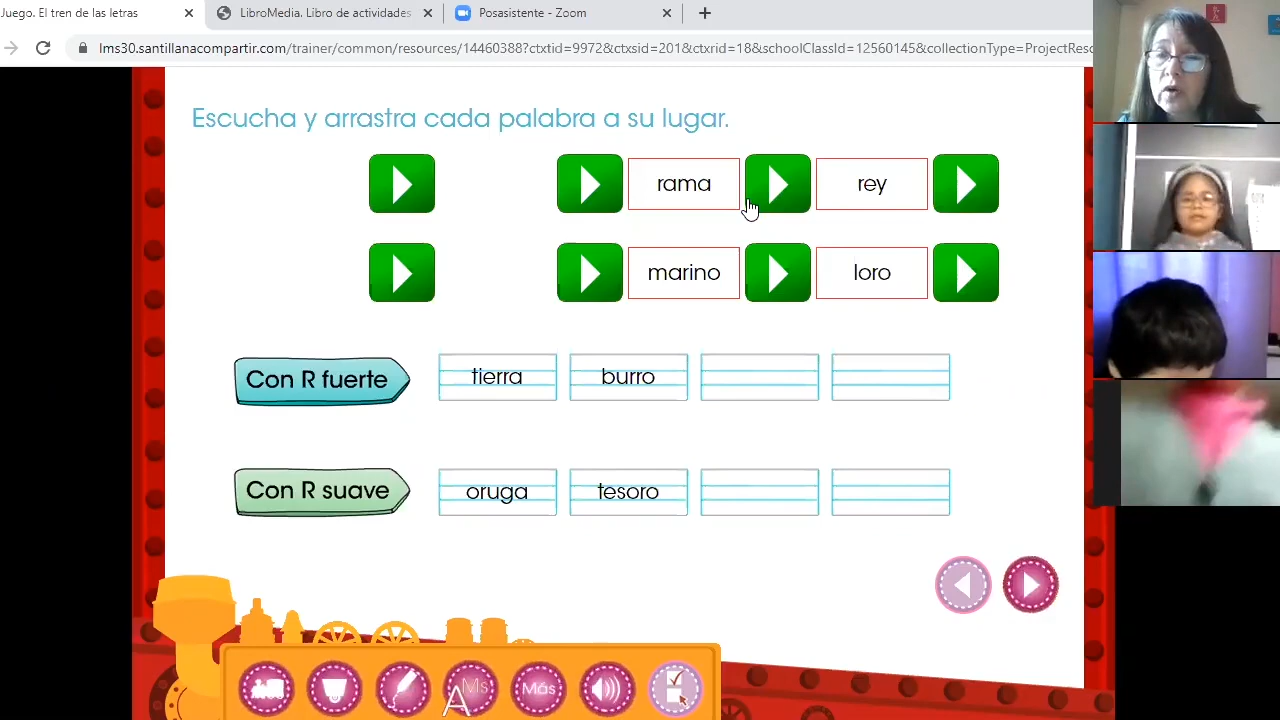 Juego. El tren de las letras
LibroMedia. Libro de actividades
Posasistente - Zoom
lms30.santillanacompartir.com/trainer/common/resources/14460388?ctxtid=9972&ctxsid=201&ctxrid=18&schoolClassId=12560145&collectionType=ProjectReso
Escucha y arrastra cada palabra a su lugar.
rama rey
marino loro
Con R fuerte tierra burro
Con R suave oruga tesoro
AMs Más